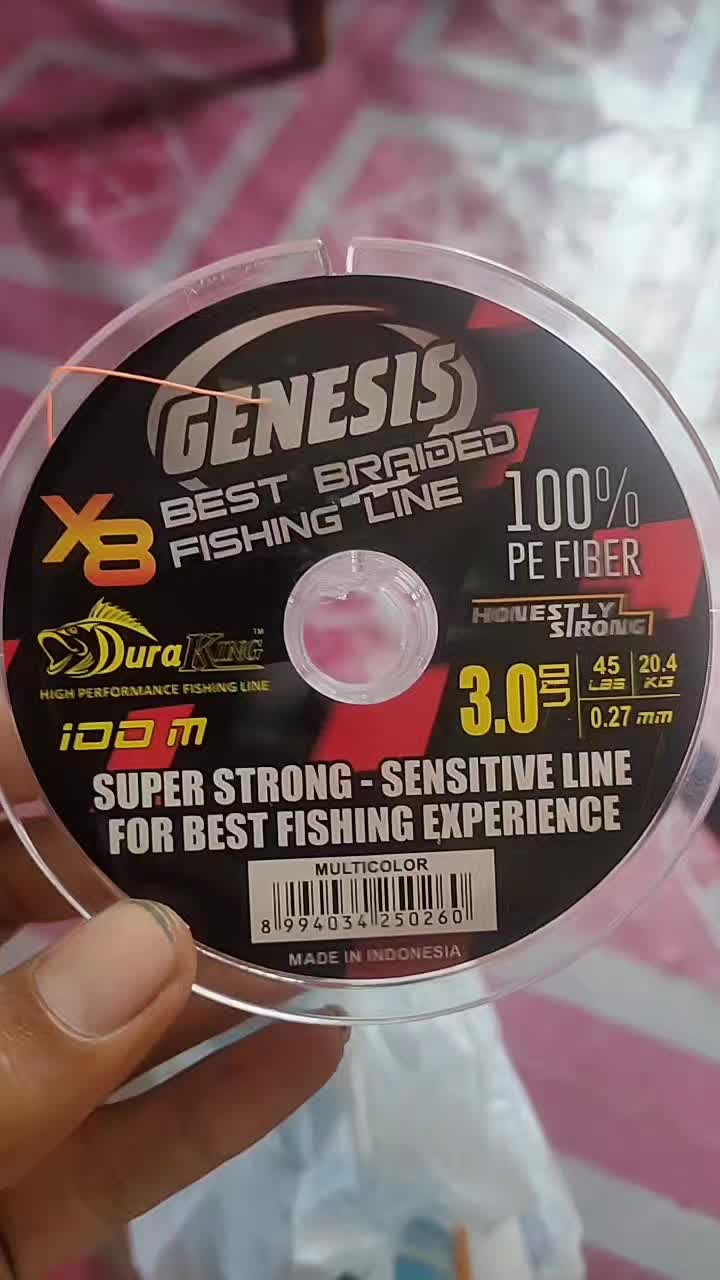 GENESIS
X8
BEST BRAIDED
FISHING LINE
100%
PE FIBER
HONESTLY
STRONG
Dura KING™
HIGH PERFORMANCE FISHING LINE
100 m
3.0
45 LBS
20.4 KG
0.27 mm
SUPER STRONG - SENSITIVE LINE
FOR BEST FISHING EXPERIENCE
MULTICOLOR
8 994034 250260
MADE IN INDONESIA